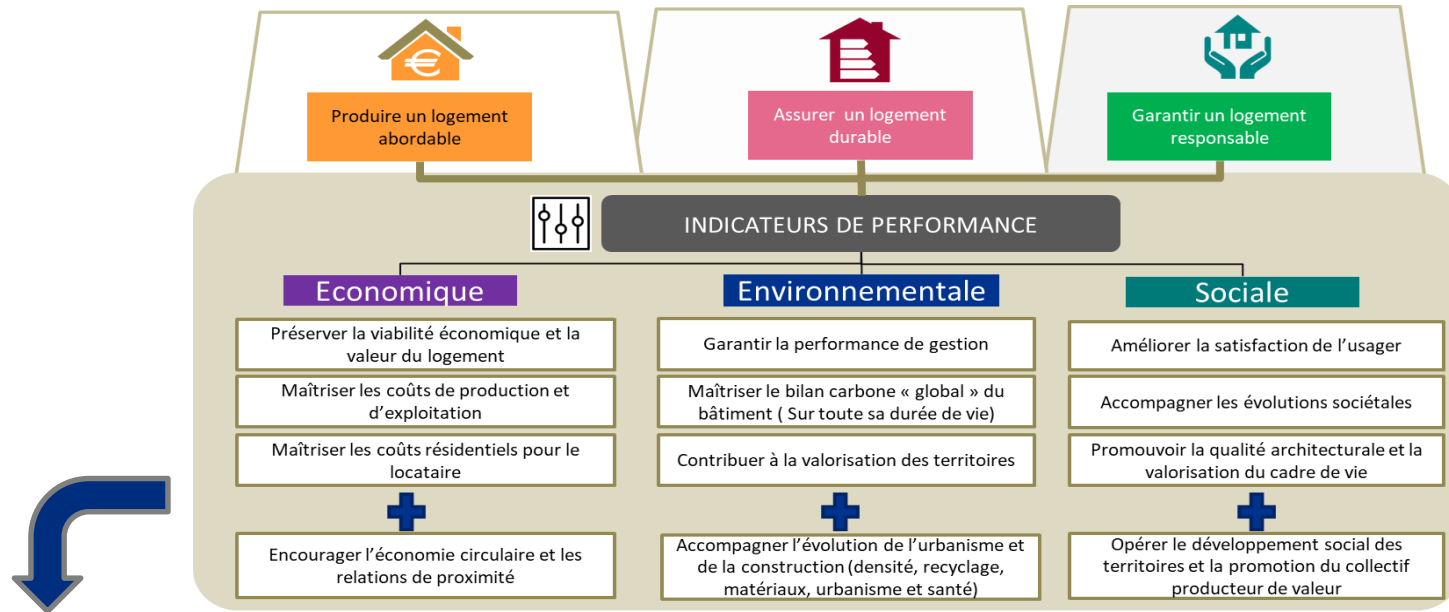 €
Produire un logement
abordable
Assurer un logement
durable
Garantir un logement
responsable
INDICATEURS DE PERFORMANCE
Economique
Préserver la viabilité économique et la
valeur du logement
Maîtriser les coûts de production et
d’exploitation
Maîtriser les coûts résidentiels pour le
locataire
Encourager l’économie circulaire et les
relations de proximité
Environnementale
Garantir la performance de gestion
Maîtriser le bilan carbone « global » du
bâtiment ( Sur toute sa durée de vie)
Contribuer à la valorisation des territoires
Accompagner l’évolution de l’urbanisme et
de la construction (densité, recyclage,
matériaux, urbanisme et santé)
Sociale
Améliorer la satisfaction de l’usager
Accompagner les évolutions sociétales
Promouvoir la qualité architecturale et la
valorisation du cadre de vie
Opérer le développement social des
territoires et la promotion du collectif
producteur de valeur